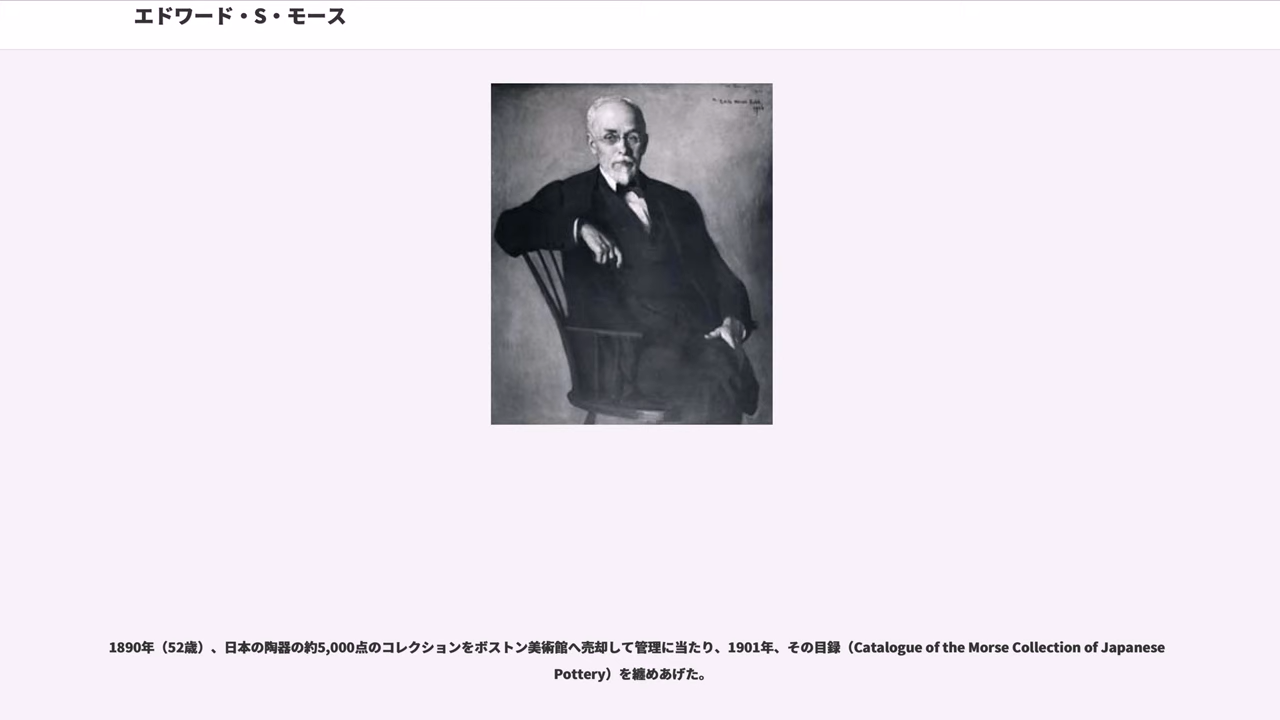 エドワード・S・モース
1890年（52歳）、日本の陶器の約5,000点のコレクションをボストン美術館へ売却して管理に当たり、1901年、その目録（Catalogue of the Morse Collection of Japanese
Pottery）を纏めあげた。